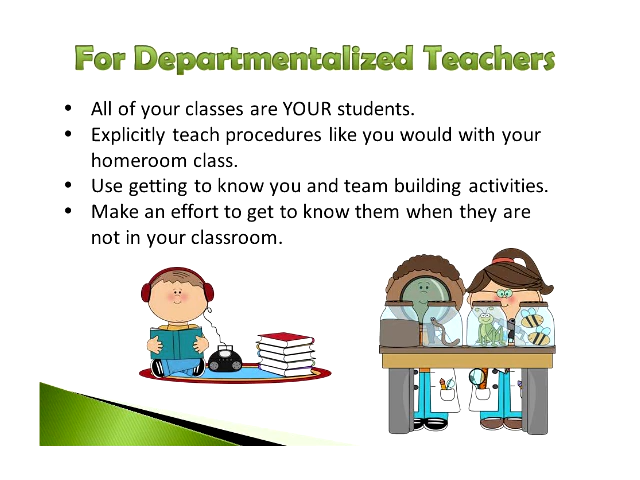 For Departmentalized Teachers
• All of your classes are YOUR students.
• Explicitly teach procedures like you would with your
homeroom class.
• Use getting to know you and team building activities.
• Make an effort to get to know them when they are
not in your classroom.